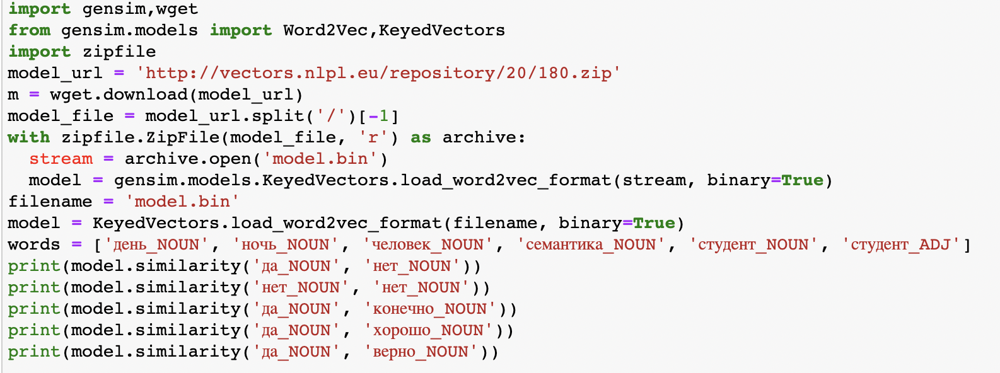 import gensim,wget
from gensim.models import Word2Vec,KeyedVectors
import zipfile
model_url = 'http://vectors.nlpl.eu/repository/20/180.zip'
m = wget.download(model_url)
model_file = model_url.split('/')[-1]
with zipfile.ZipFile(model_file, 'r') as archive:
  stream = archive.open('model.bin')
  model = gensim.models.KeyedVectors.load_word2vec_format(stream, binary=True)
filename = 'model.bin'
model = KeyedVectors.load_word2vec_format(filename, binary=True)
words = ['день_NOUN', 'ночь_NOUN', 'человек_NOUN', 'семантика_NOUN', 'студент_NOUN', 'студент_ADJ']
print(model.similarity('да_NOUN', 'нет_NOUN'))
print(model.similarity('нет_NOUN', 'нет_NOUN'))
print(model.similarity('да_NOUN', 'конечно_NOUN'))
print(model.similarity('да_NOUN', 'хорошо_NOUN'))
print(model.similarity('да_NOUN', 'верно_NOUN'))